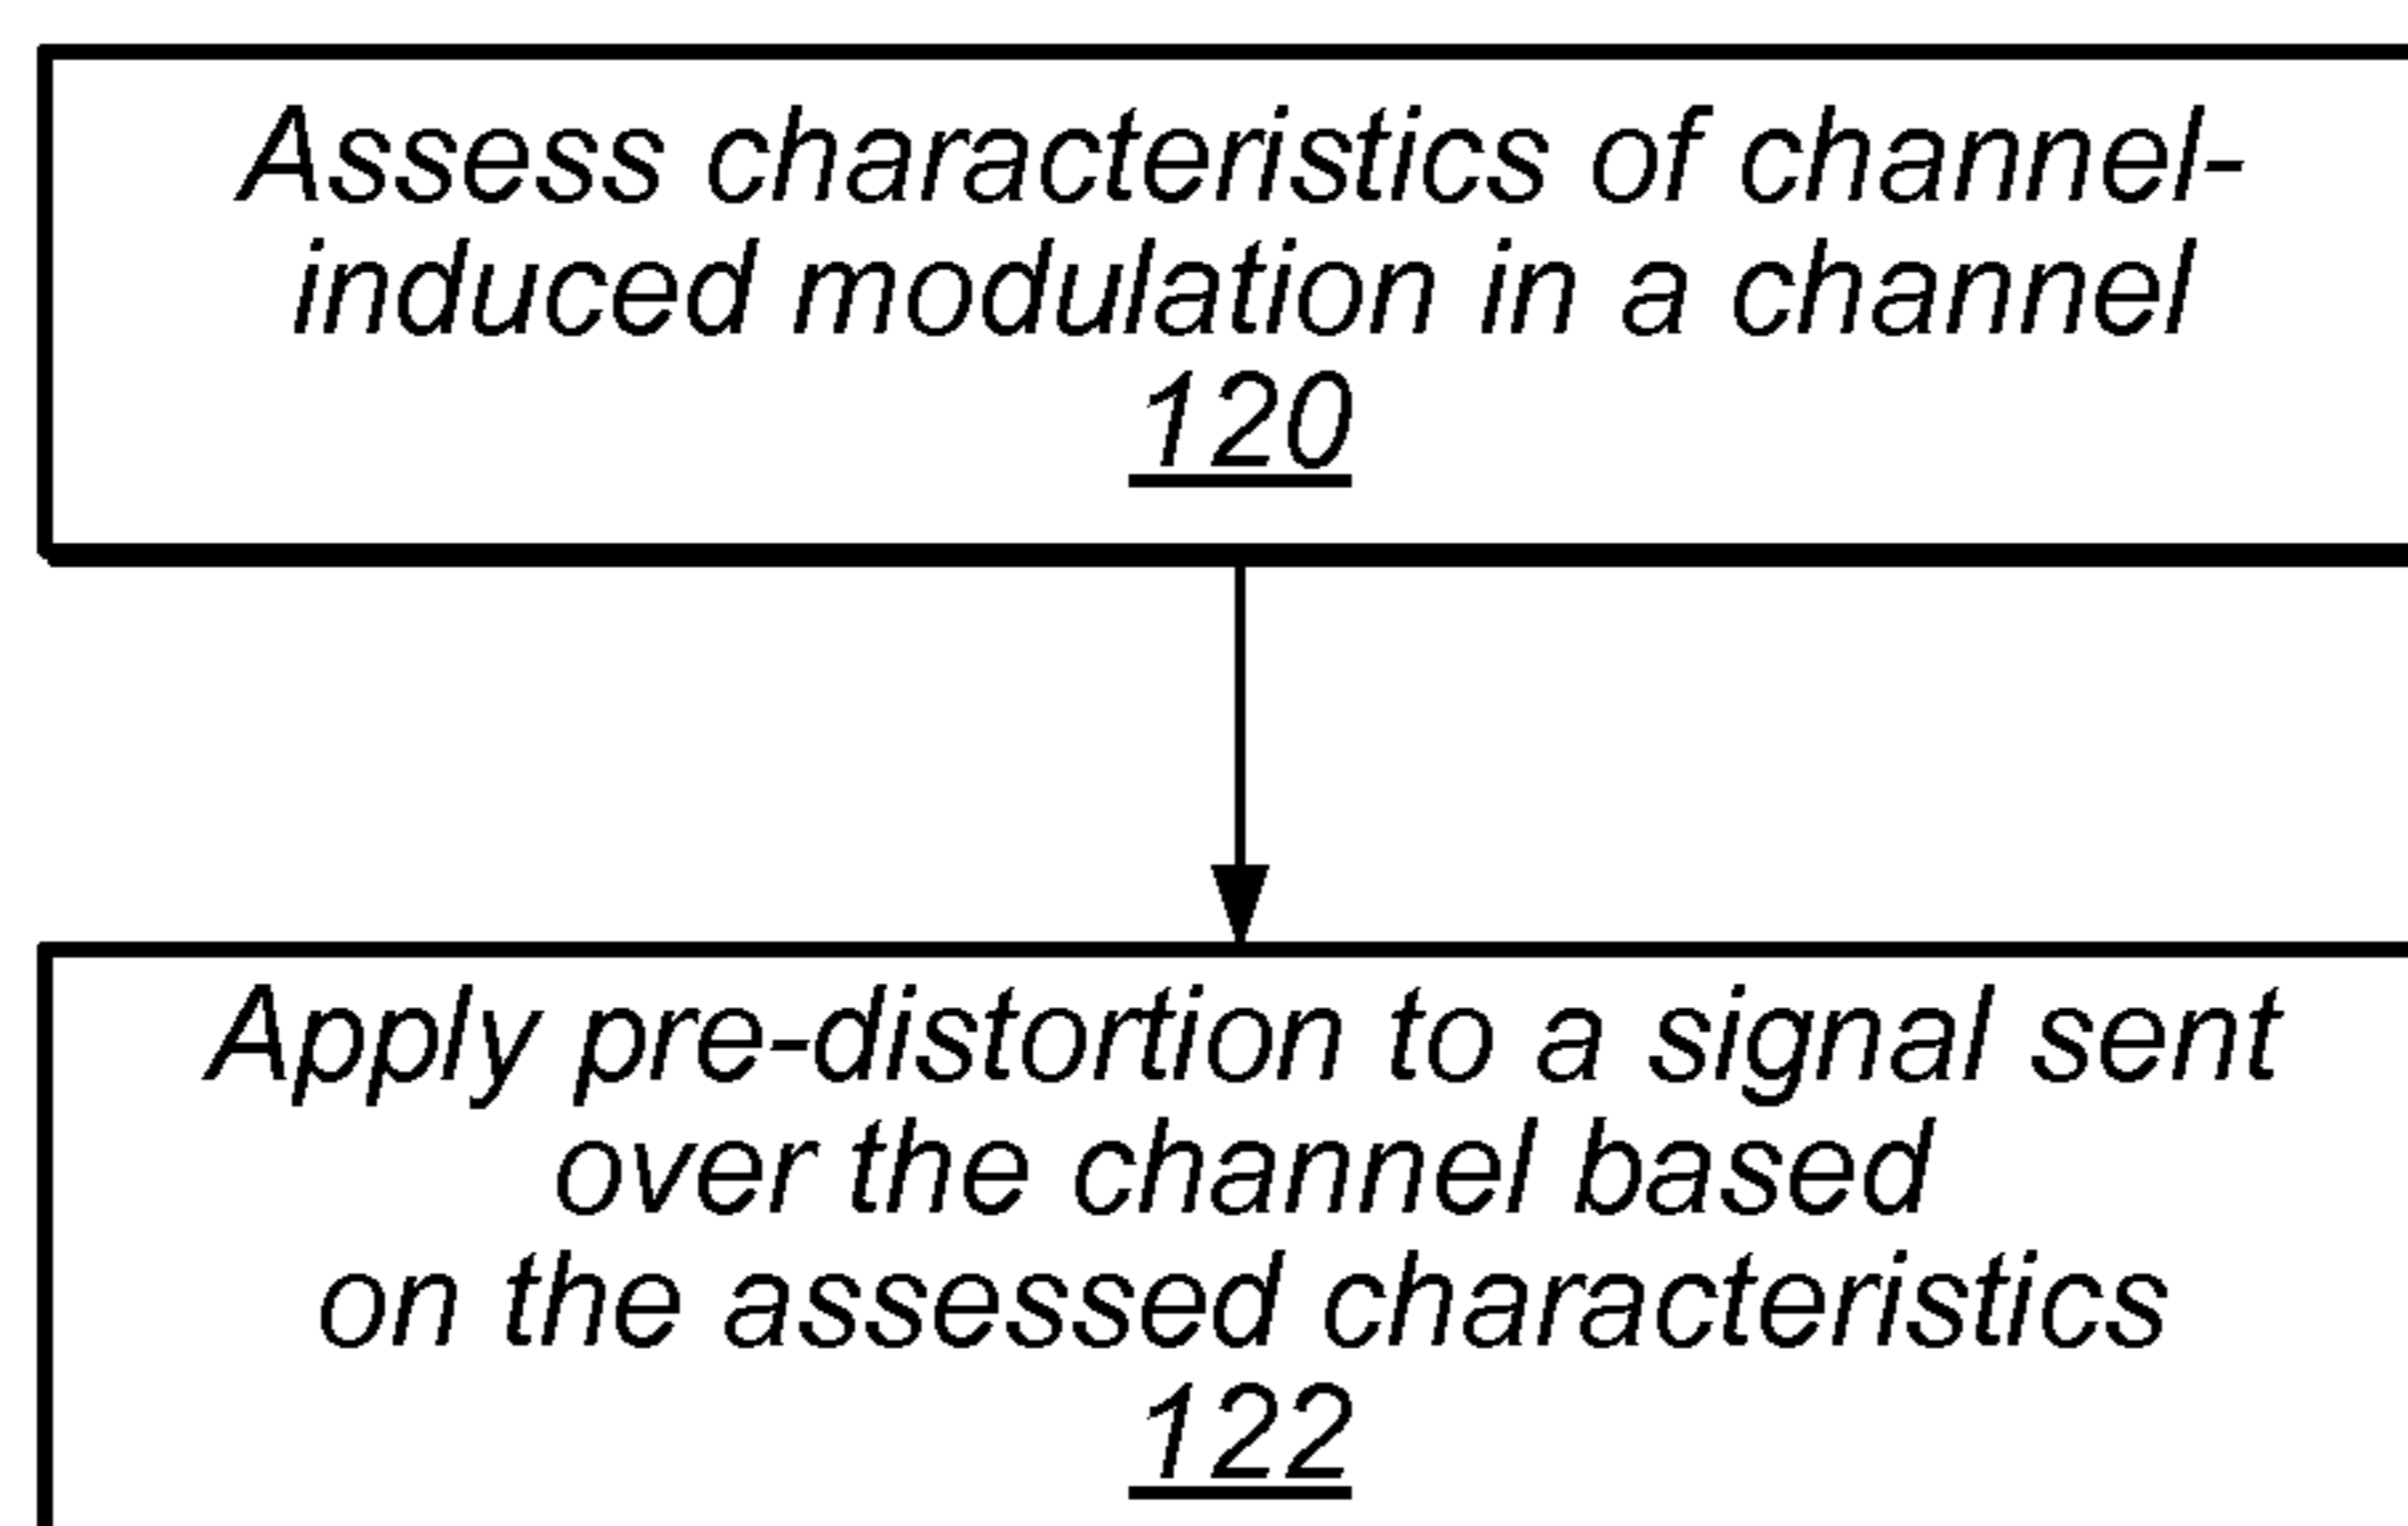 Assess characteristics of channel-
induced modulation in a channel
120
Apply pre-distortion to a signal sent
over the channel based
on the assessed characteristics
122